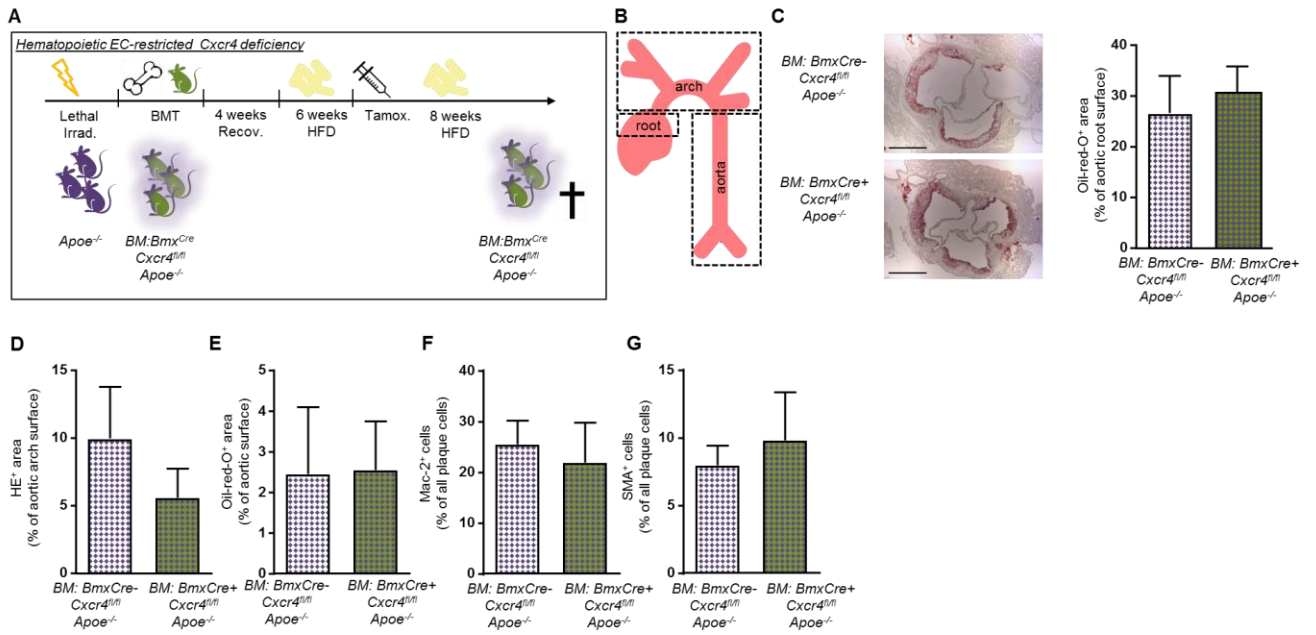 A
Hematopoietic EC-restricted Cxcr4 deficiency
Lethal
Irrad.
BMT
4 weeks
Recov.
6 weeks
HFD
Tamox.
8 weeks
HFD
Apoe-/-
BM:BmxCre
Cxcr4fl/fl
Apoe-/-
BM:BmxCre
Cxcr4fl/fl
Apoe-/-
B
arch
root
aorta
C
BM: BmxCre-
Cxcr4fl/fl
Apoe-/-
BM: BmxCre+
Cxcr4fl/fl
Apoe-/-
Oil-red-O+ area
(% of aortic root surface)
40
30
20
10
0
BM: BmxCre-
Cxcr4fl/fl
Apoe-/-
BM: BmxCre+
Cxcr4fl/fl
Apoe-/-
D
HE+ area
(% of aortic arch surface)
15
10
5
0
BM: BmxCre-
Cxcr4fl/fl
Apoe-/-
BM: BmxCre+
Cxcr4fl/fl
Apoe-/-
E
Oil-red-O+ area
(% of aortic surface)
5
4
3
2
1
0
BM: BmxCre-
Cxcr4fl/fl
Apoe-/-
BM: BmxCre+
Cxcr4fl/fl
Apoe-/-
F
Mac-2+ cells
(% of all plaque cells)
40
30
20
10
0
BM: BmxCre-
Cxcr4fl/fl
Apoe-/-
BM: BmxCre+
Cxcr4fl/fl
Apoe-/-
G
SMA+ cells
(% of all plaque cells)
15
10
5
0
BM: BmxCre-
Cxcr4fl/fl
Apoe-/-
BM: BmxCre+
Cxcr4fl/fl
Apoe-/-